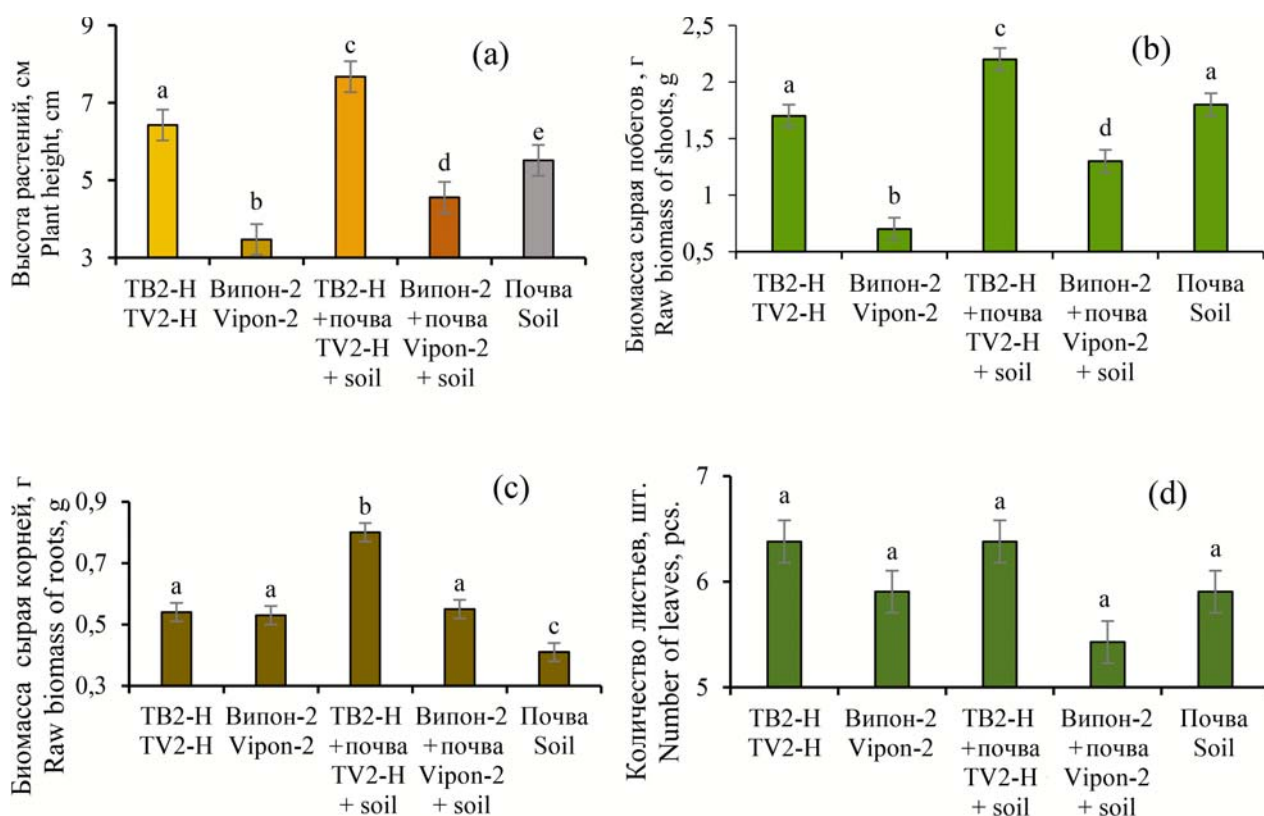 Высота растений, см
Plant height, cm
9
7
5
3
(a)
a
b
c
d
e
ТВ2-Н
TV2-H
Випон-2
Vipon-2
ТВ2-Н
+почва
TV2-H
+ soil
Випон-2
+почва
Vipon-2
+ soil
Почва
Soil
Биомасса сырая побегов , г
Raw biomass of shoots, g
2,5
2
1,5
1
0,5
(b)
a
b
c
d
a
ТВ2-Н
TV2-H
Випон-2
Vipon-2
ТВ2-Н
+почва
TV2-H
+ soil
Випон-2
+почва
Vipon-2
+ soil
Почва
Soil
Биомасса сырая корней, г
Raw biomass of roots, g
0,9
0,7
0,5
0,3
(c)
a
a
b
a
c
ТВ2-Н
TV2-H
Випон-2
Vipon-2
ТВ2-Н
+почва
TV2-H
+ soil
Випон-2
+ почва
Vipon-2
+ soil
Почва
Soil
Количество листьев, шт.
Number of leaves, pcs.
7
6
5
(d)
a
a
a
a
a
ТВ2-Н
TV2-H
Випон-2
Vipon-2
ТВ2-Н
+почва
TV2-H
+ soil
Випон-2
+почва
Vipon-2
+ soil
Почва
Soil